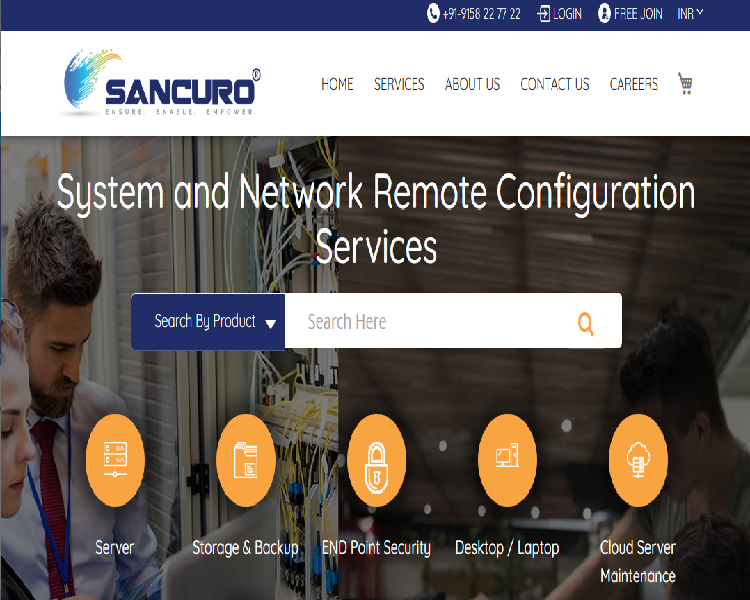 +91-9158 22 77 22 LOGIN FREE JOIN INR
SANCURO®
ENSURE. ENABLE. EMPOWER.
HOME SERVICES ABOUT US CONTACT US CAREERS
System and Network Remote Configuration
Services
Search By Product Search Here
Server Storage & Backup END Point Security Desktop / Laptop Cloud Server
Maintenance